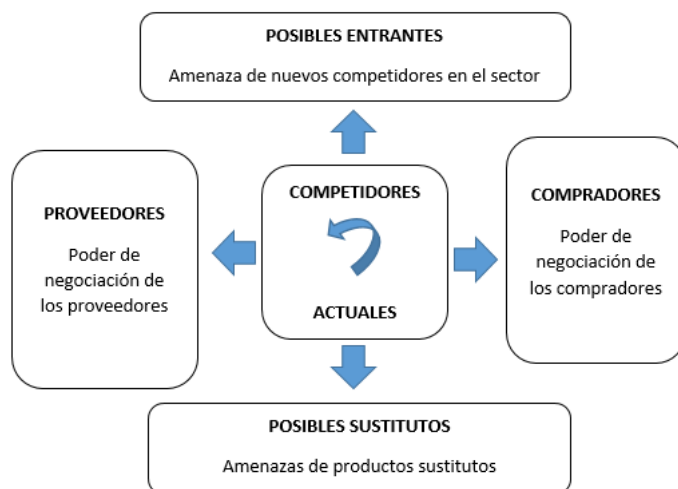 POSIBLES ENTRANTES
Amenaza de nuevos competidores en el sector
PROVEEDORES
Poder de
negociación de
los proveedores
COMPETIDORES
ACTUALES
COMPRADORES
Poder de
negociación de
los compradores
POSIBLES SUSTITUTOS
Amenazas de productos sustitutos